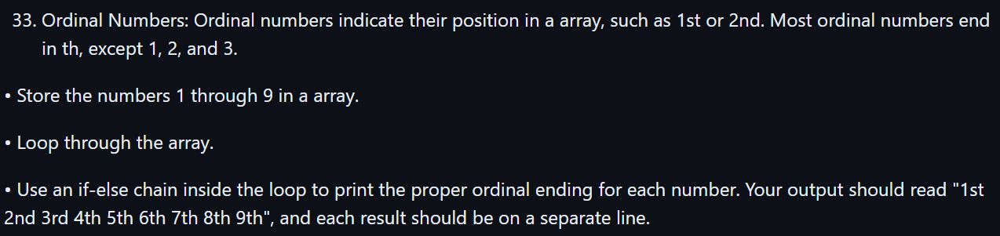 33. Ordinal Numbers: Ordinal numbers indicate their position in a array, such as 1st or 2nd. Most ordinal numbers end
in th, except 1, 2, and 3.
• Store the numbers 1 through 9 in a array.
• Loop through the array.
• Use an if-else chain inside the loop to print the proper ordinal ending for each number. Your output should read "1st
2nd 3rd 4th 5th 6th 7th 8th 9th", and each result should be on a separate line.